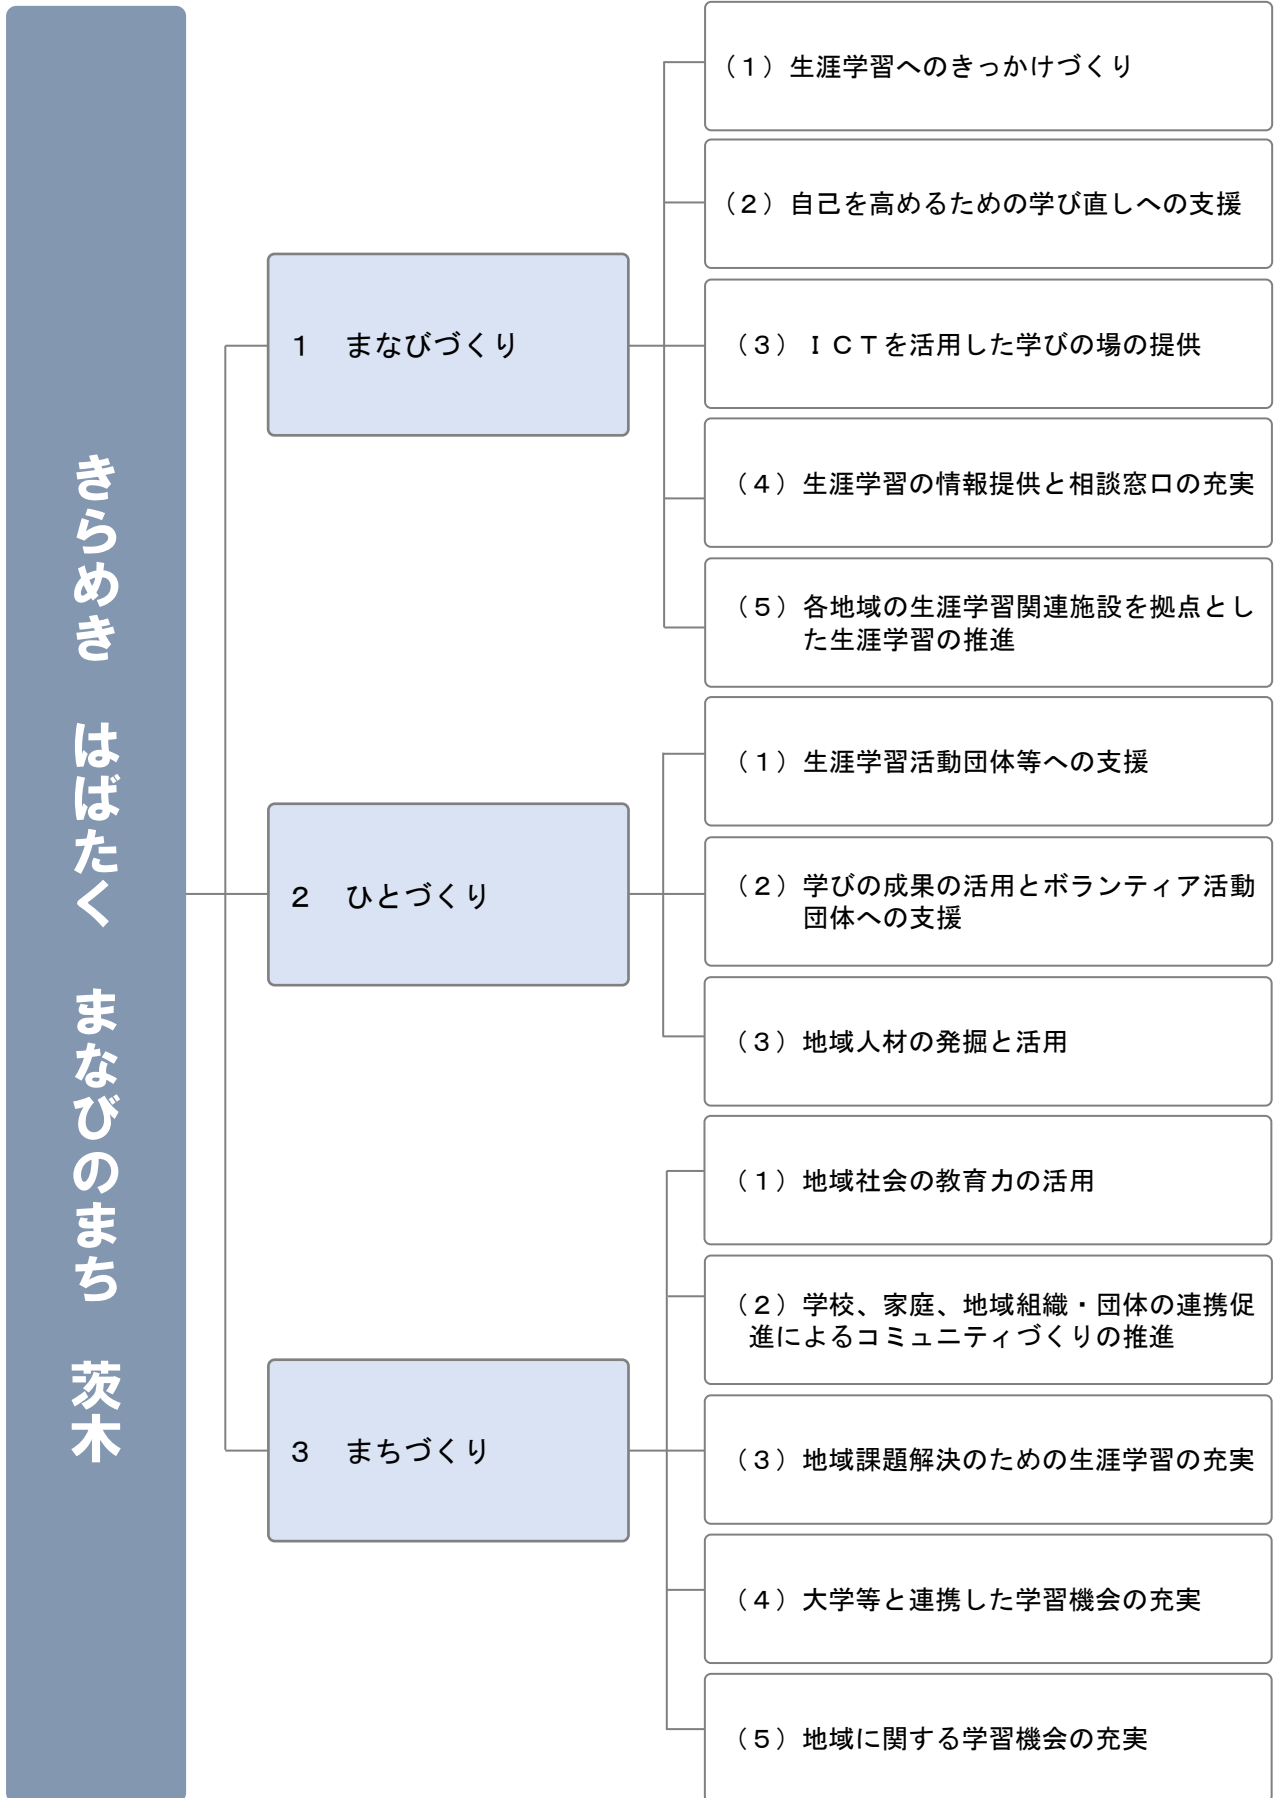 きらめき　はばたく　まなびのまち　茨木
１　まなびづくり
（１）生涯学習へのきっかけづくり
（２）自己を高めるための学び直しへの支援
（３）ＩＣＴを活用した学びの場の提供
（４）生涯学習の情報提供と相談窓口の充実
（５）各地域の生涯学習関連施設を拠点とし
た生涯学習の推進
２　ひとづくり
（１）生涯学習活動団体等への支援
（２）学びの成果の活用とボランティア活動
団体への支援
（３）地域人材の発掘と活用
３　まちづくり
（１）地域社会の教育力の活用
（２）学校、家庭、地域組織・団体の連携促
進によるコミュニティづくりの推進
（３）地域課題解決のための生涯学習の充実
（４）大学等と連携した学習機会の充実
（５）地域に関する学習機会の充実